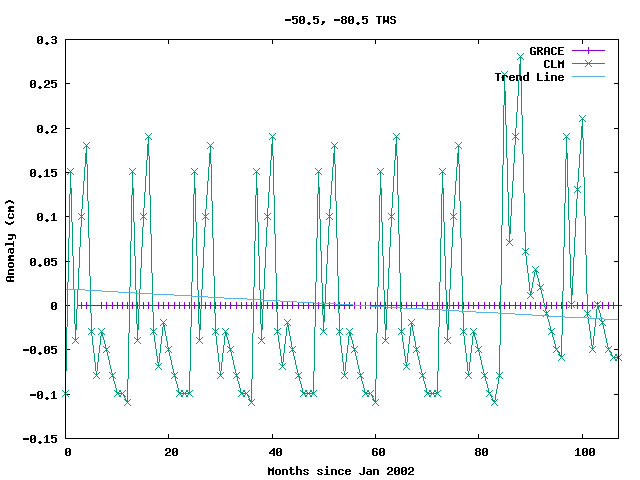 -50.5, -80.5 TWS
GRACE
CLM
Trend Line
0.3
0.25
0.2
0.15
0.1
0.05
0
-0.05
-0.1
-0.15
Anomaly (cm)
0 20 40 60 80 100
Months since Jan 2002